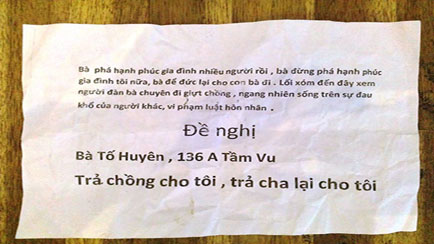 Bà phá hạnh phúc gia đình nhiều người rồi , bà đừng phá hạnh phúc
gia đình tôi nữa, bà để đức lại cho con bà đi . Lối xóm đến đây xem
người đàn bà chuyên đi giựt chồng , ngang nhiên sống trên sự đau
khổ của người khác, vi phạm luật hôn nhân .
Đề nghị
Bà Tố Huyên , 136 A Tầm Vu
Trả chồng cho tôi , trả cha lại cho tôi